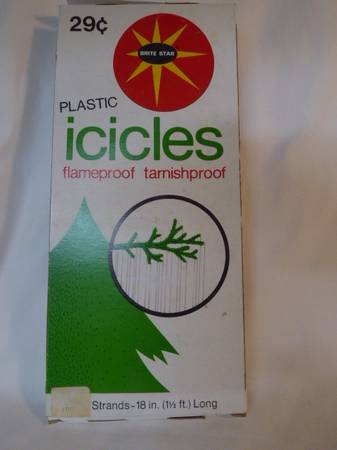 29¢
BRITE STAR
PLASTIC
icicles
flameproof tarnishproof
Strands-18 in. (1½ ft.) Long